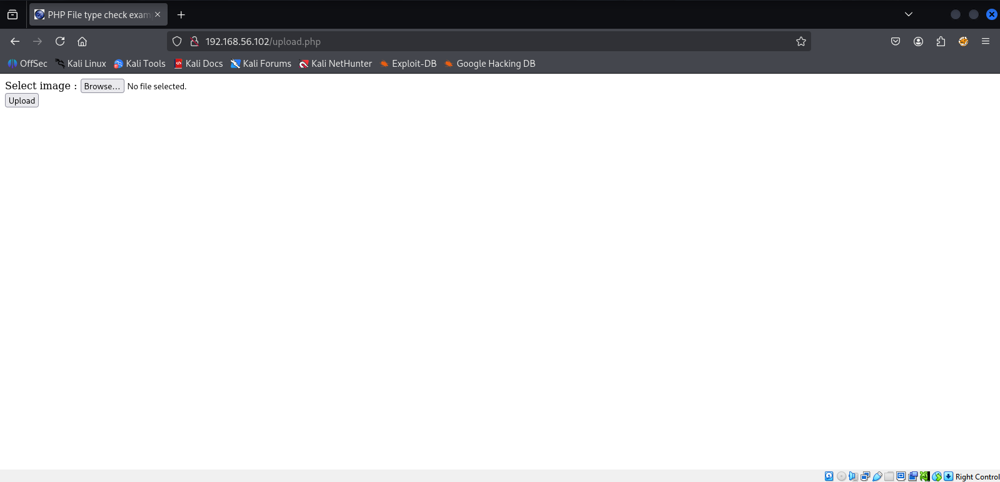 PHP File type check exam
192.168.56.102/upload.php
OffSec Kali Linux Kali Tools Kali Docs Kali Forums Kali NetHunter Exploit-DB Google Hacking DB
Select image : Browse... No file selected.
Upload
Right Control